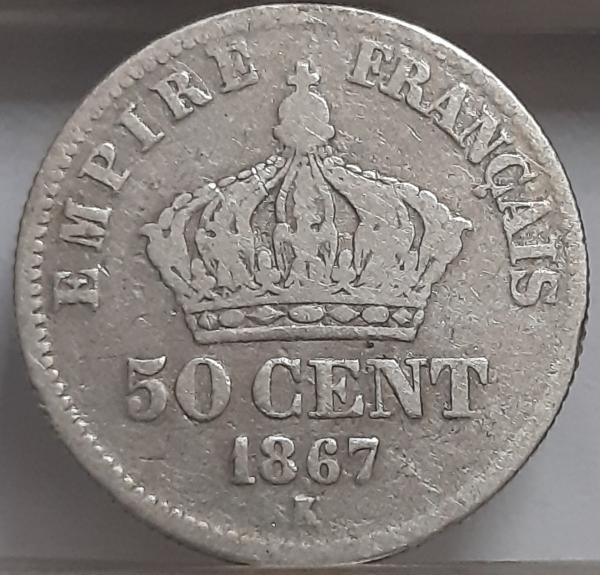 EMPIRE FRANÇAIS
50 CENT
1867
K